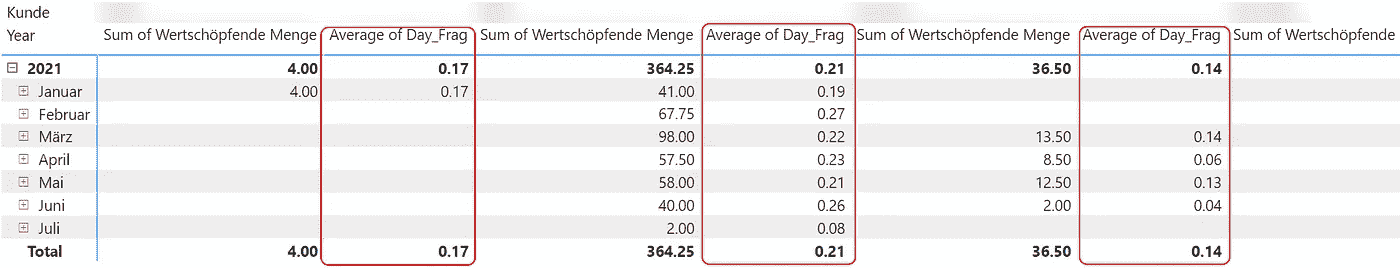 Kunde
Year Sum of Wertschöpfende Menge Average of Day_Frag Sum of Wertschöpfende Menge Average of Day_Frag Sum of Wertschöpfende Menge Average of Day_Frag Sum of Wertschöpfende
2021 4.00 0.17 364.25 0.21 36.50 0.14
Januar 4.00 0.17 41.00 0.19
Februar 67.75 0.27
März 98.00 0.22 13.50 0.14
April 57.50 0.23 8.50 0.06
Mai 58.00 0.21 12.50 0.13
Juni 40.00 0.26 2.00 0.04
Juli 2.00 0.08
Total 4.00 0.17 364.25 0.21 36.50 0.14